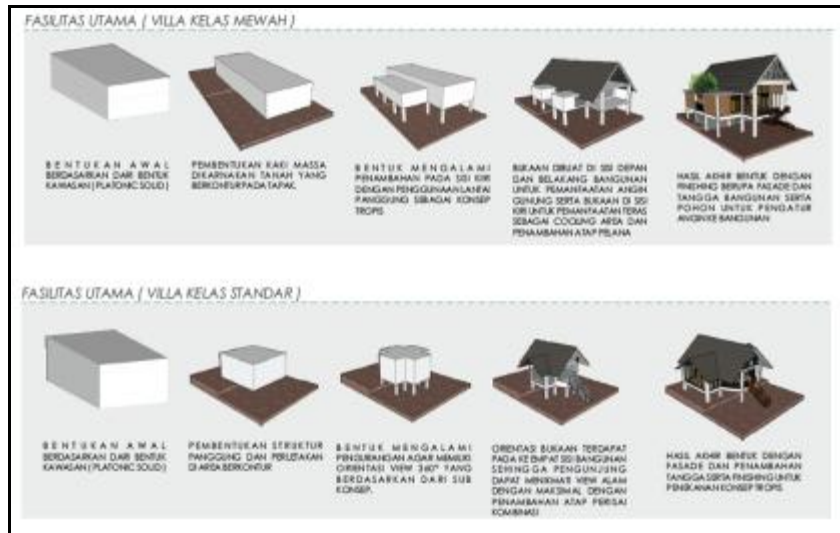 FASILITAS UTAMA ( VILLA KELAS MEWAH )
BENTUKAN AWAL
BERDASARKAN DARI BENTUK
KAWASAN ( PLATONIC SOLID )
PEMBENTUKAN KAKI MASSA
DIKARNAKAN TANAH YANG
BERKONTUR PADA TAPAK.
BENTUK MENGALAMI
PENAMBAHAN PADA SISI KIRI
DENGAN PENGGUNAAN LANTAI
PANGGUNG SEBAGAI KONSEP
TROPIS
BUKAAN DIBUAT DI SISI DEPAN
DAN BELAKANG BANGUNAN
UNTUK PEMANFAATAN ANGIN
GUNUNG SERTA BUKAAN DI SISI
KIRI UNTUK PEMANFAATAN TERAS
SEBAGAI COOLING AREA DAN
PENAMBAHAN ATAP PELANA
HASIL AKHIR BENTUK DENGAN
FINISHING BERUPA FASADE DAN
TANGGA BANGUNAN SERTA
POHON UNTUK PENGATUR
ANGIN KE BANGUNAN
FASILITAS UTAMA ( VILLA KELAS STANDAR )
BENTUKAN AWAL
BERDASARKAN DARI BENTUK
KAWASAN ( PLATONIC SOLID )
PEMBENTUKAN STRUKTUR
PANGGUNG DAN PERLETAKAN
DI AREA BERKONTUR
BENTUK MENGALAMI
PENGURANGAN AGAR MEMILIKI
ORIENTASI VIEW 360° YANG
BERDASARKAN DARI SUB
KONSEP.
ORIENTASI BUKAAN TERDAPAT
PADA KE EMPAT SISI BANGUNAN
SEHINGGA PENGUNJUNG
DAPAT MENIKMATI VIEW ALAM
DENGAN MAKSIMAL DENGAN
PENAMBAHAN ATAP PERISAI
KOMBINASI
HASIL AKHIR BENTUK DENGAN
FASADE DAN PENAMBAHAN
TANGGA SERTA FINISHING UNTUK
PENEKANAN KONSEP TROPIS.